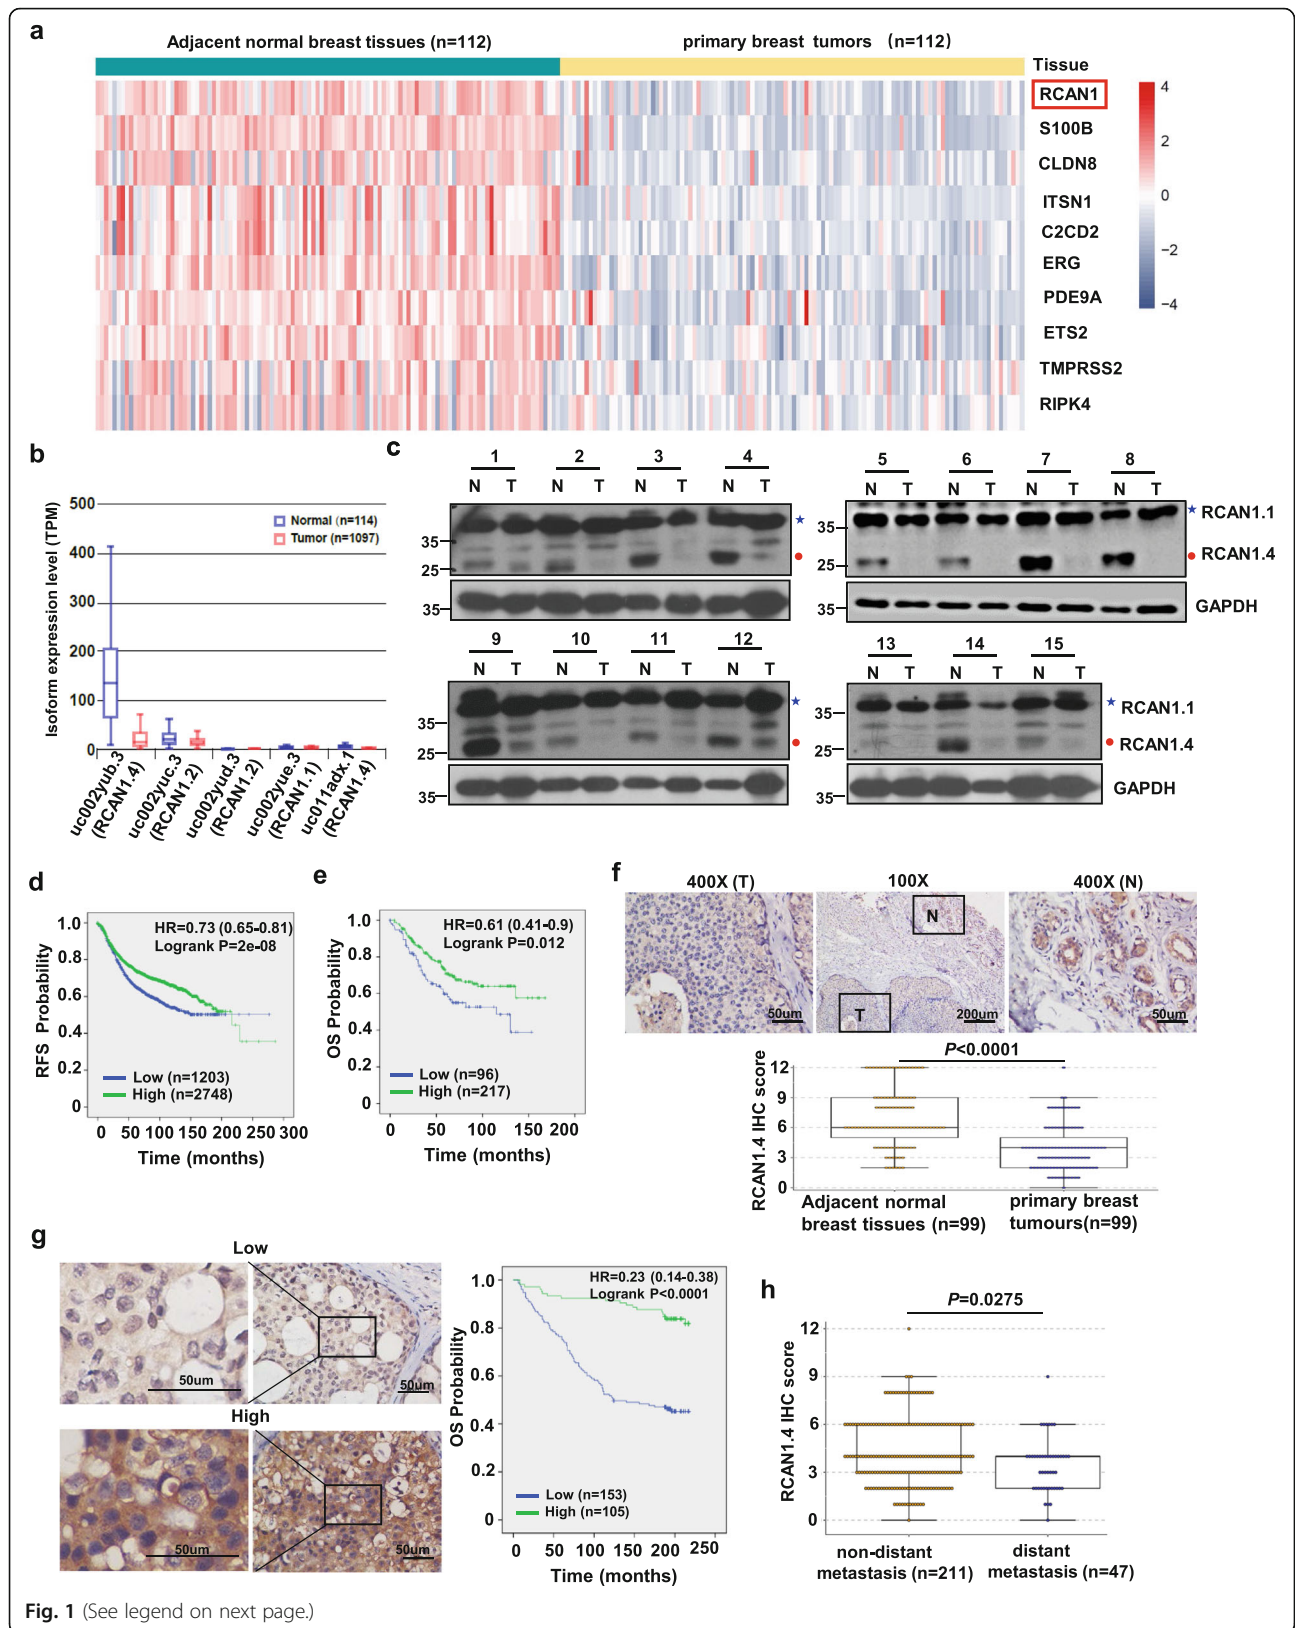 a
Adjacent normal breast tissues (n=112)
primary breast tumors (n=112)
Tissue
RCAN1
S100B
CLDN8
ITSN1
C2CD2
ERG
PDE9A
ETS2
TMPRSS2
RIPK4
4
2
0
−2
−4
b
Isoform expression level (TPM)
500
400
300
200
100
0
Normal (n=114)
Tumor (n=1097)
uc002yub.3
(RCAN1.4)
uc002yuc.3
(RCAN1.2)
uc002yud.3
(RCAN1.2)
uc002yue.3
(RCAN1.1)
uc011adx.1
(RCAN1.4)
c
1 2 3 4
N T N T N T N T
35
25
35
5 6 7 8
N T N T N T N T
35
25
35
RCAN1.1
RCAN1.4
GAPDH
9 10 11 12
N T N T N T N T
35
25
35
13 14 15
N T N T N T
35
25
35
RCAN1.1
RCAN1.4
GAPDH
d
RFS Probability
1.0
0.8
0.6
0.4
0.2
0
HR=0.73 (0.65-0.81)
Logrank P=2e-08
Low (n=1203)
High (n=2748)
0 50 100 150 200 250 300
Time (months)
e
OS Probability
1.0
0.8
0.6
0.4
0.2
0
HR=0.61 (0.41-0.9)
Logrank P=0.012
Low (n=96)
High (n=217)
0 50 100 150 200
Time (months)
f
400X (T)
100X
400X (N)
N
T
50um
200um
50um
P<0.0001
RCAN1.4 IHC score
12
9
6
3
0
Adjacent normal
breast tissues (n=99)
primary breast
tumours(n=99)
g
Low
50um
50um
High
50um
50um
OS Probability
1.0
0.8
0.6
0.4
0.2
0
HR=0.23 (0.14-0.38)
Logrank P<0.0001
Low (n=153)
High (n=105)
0 50 100 150 200 250
Time (months)
h
P=0.0275
RCAN1.4 IHC score
12
9
6
3
0
non-distant
metastasis (n=211)
distant
metastasis (n=47)
Fig. 1 (See legend on next page.)